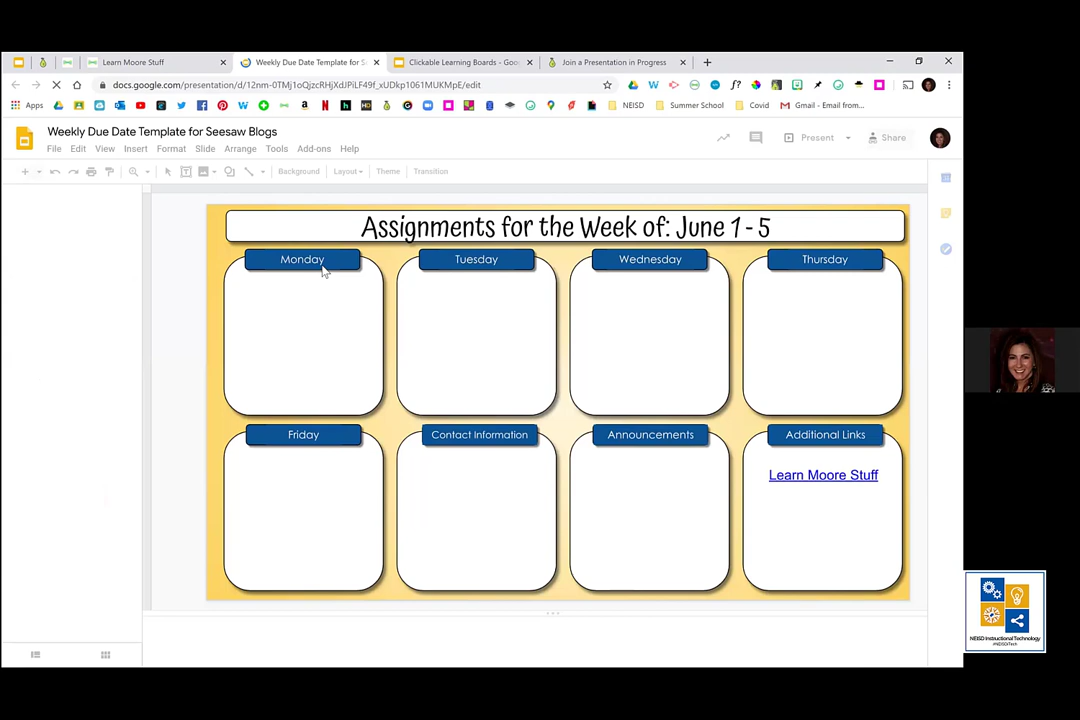 Learn Moore Stuff
Weekly Due Date Template for S
Clickable Learning Boards - Goo
Join a Presentation in Progress
docs.google.com/presentation/d/12nm-0TMj1oQjzcRHjXdJPiLF49f_xUDkp1061MUKMpE/edit
Apps
NEISD
Summer School
Covid
Gmail - Email from...
Weekly Due Date Template for Seesaw Blogs
File Edit View Insert Format Slide Arrange Tools Add-ons Help
Present
Share
Background Layout Theme Transition
Assignments for the Week of: June 1 - 5
Monday
Tuesday
Wednesday
Thursday
Friday
Contact Information
Announcements
Additional Links
Learn Moore Stuff
NEISD Instructional Technology
#NEISDiTech